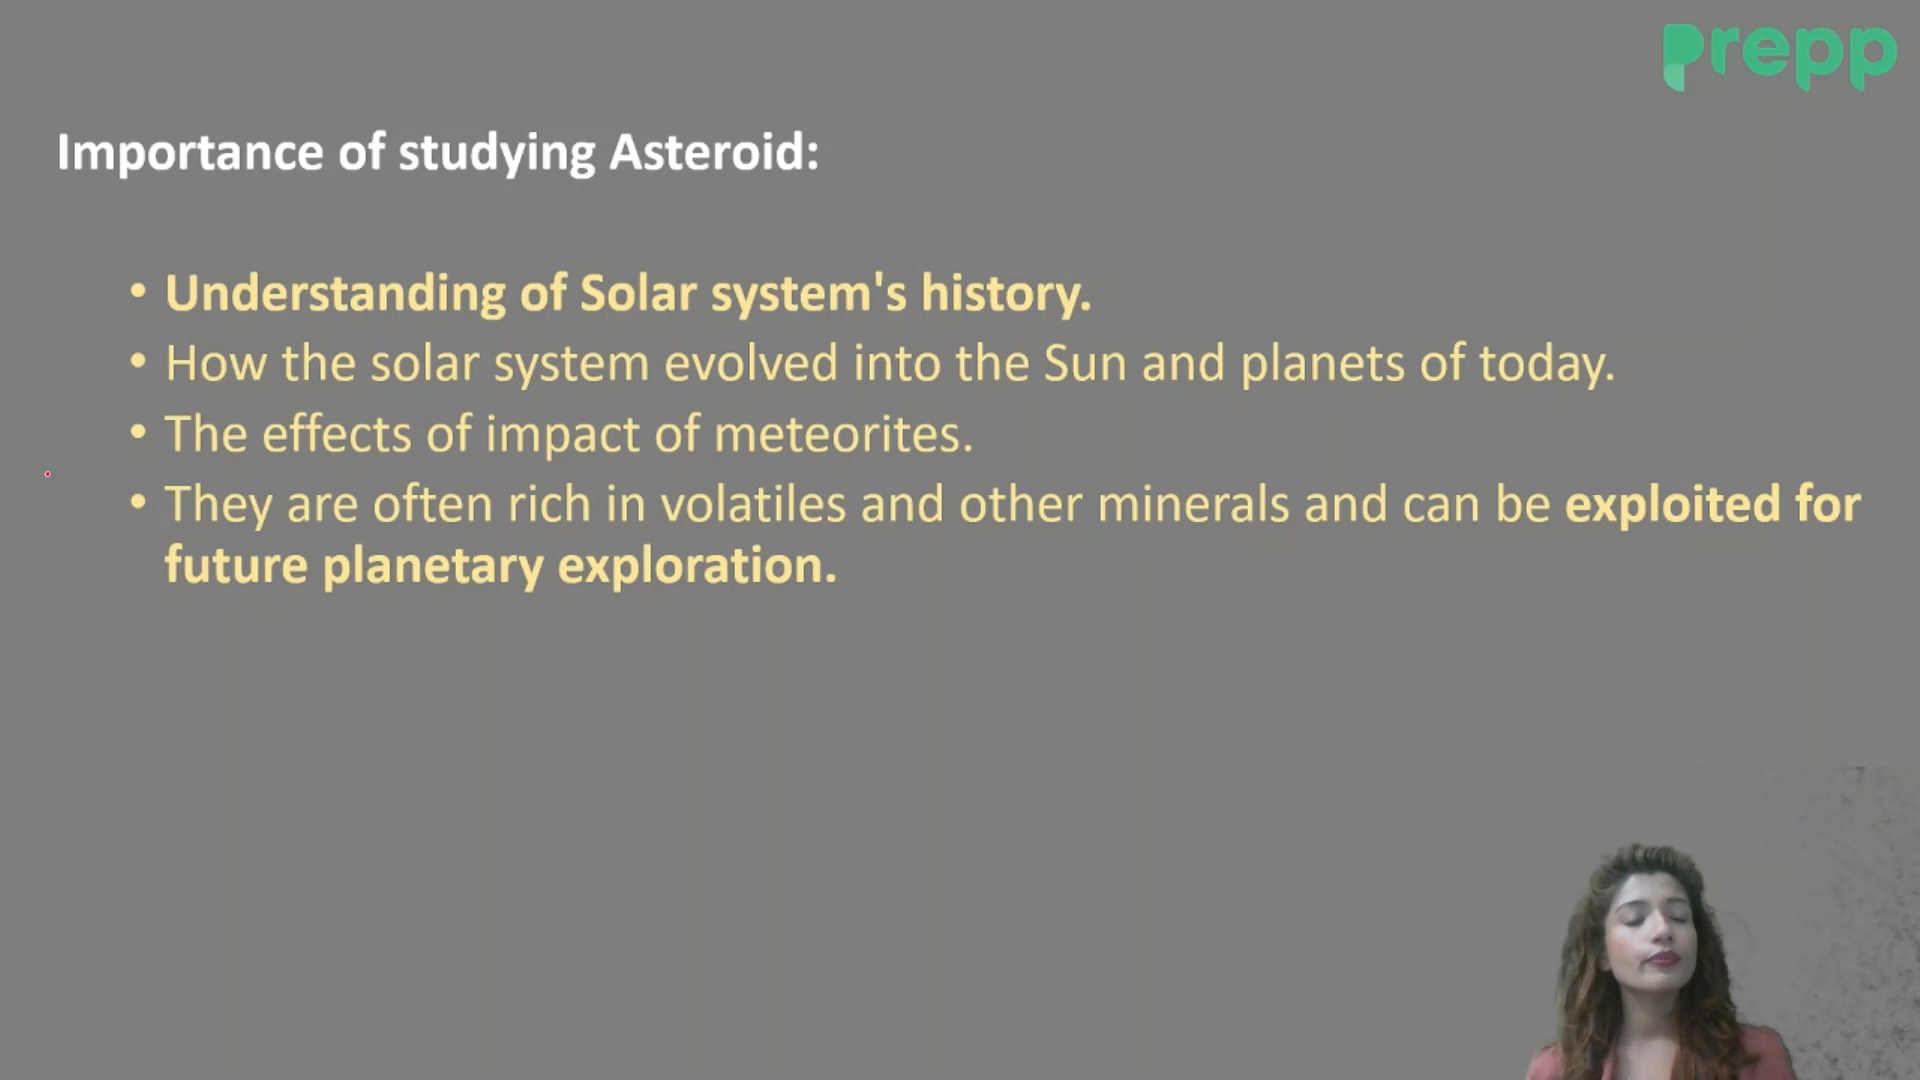 prepp
Importance of studying Asteroid:
• Understanding of Solar system's history.
• How the solar system evolved into the Sun and planets of today.
• The effects of impact of meteorites.
• They are often rich in volatiles and other minerals and can be exploited for
future planetary exploration.